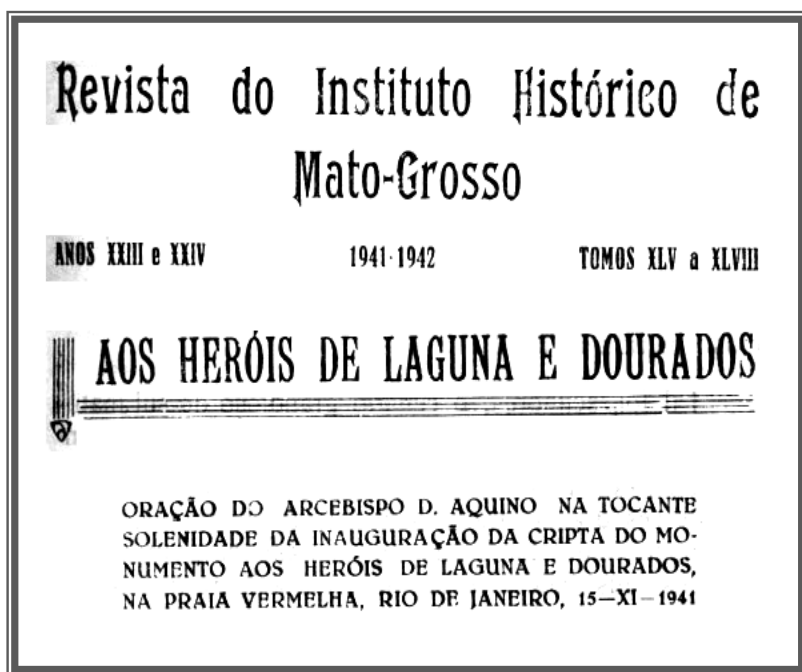 Revista do Instituto Histórico de
Mato-Grosso
ANOS XXIII e XXIV 1941-1942 TOMOS XLV a XLVIII
AOS HERÓIS DE LAGUNA E DOURADOS
ORAÇÃO DO ARCEBISPO D. AQUINO NA TOCANTE
SOLENIDADE DA INAUGURAÇÃO DA CRIPTA DO MO-
NUMENTO AOS HERÓIS DE LAGUNA E DOURADOS,
NA PRAIA VERMELHA, RIO DE JANEIRO, 15—XI—1941